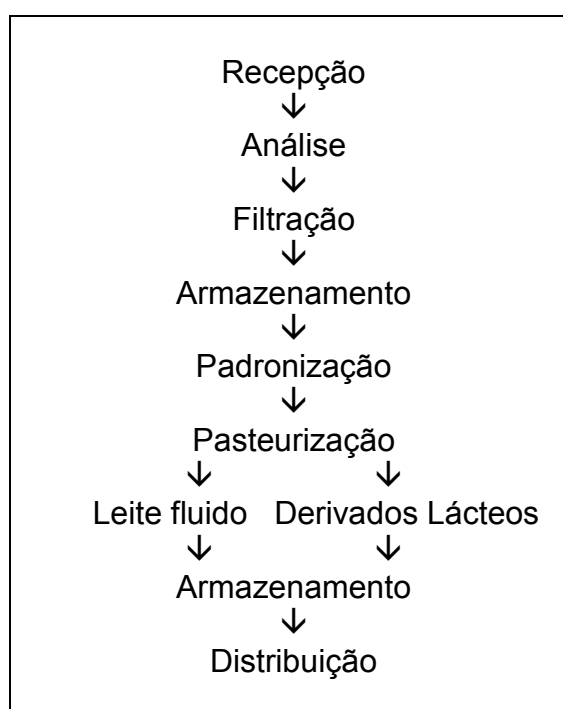 Recepção
↓
Análise
↓
Filtração
↓
Armazenamento
↓
Padronização
↓
Pasteurização
↓ ↓
Leite fluido Derivados Lácteos
↓ ↓
Armazenamento
↓
Distribuição